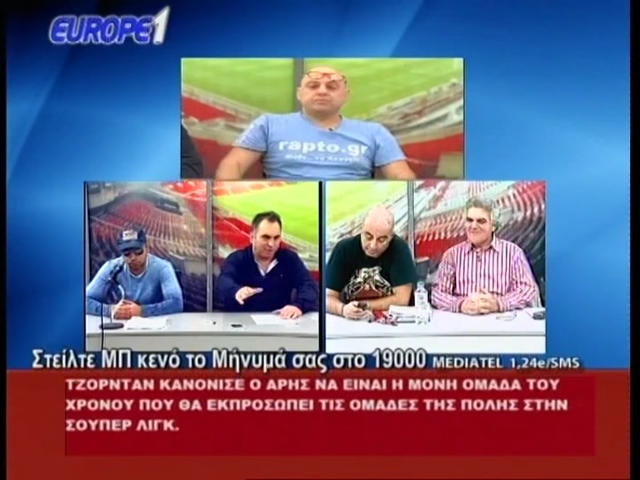 EUROPE1
rapto.gr
Στείλτε ΜΠ κενό το Μήνυμά σας στο 19000 MEDIATEL 1,24e/SMS
ΤΖΟΡΝΤΑΝ ΚΑΝΟΝΙΣΕ Ο ΑΡΗΣ ΝΑ ΕΙΝΑΙ Η ΜΟΝΗ ΟΜΑΔΑ ΤΟΥ
ΧΡΟΝΟΥ ΠΟΥ ΘΑ ΕΚΠΡΟΣΩΠΕΙ ΤΙΣ ΟΜΑΔΕΣ ΤΗΣ ΠΟΛΗΣ ΣΤΗΝ
ΣΟΥΠΕΡ ΛΙΓΚ.